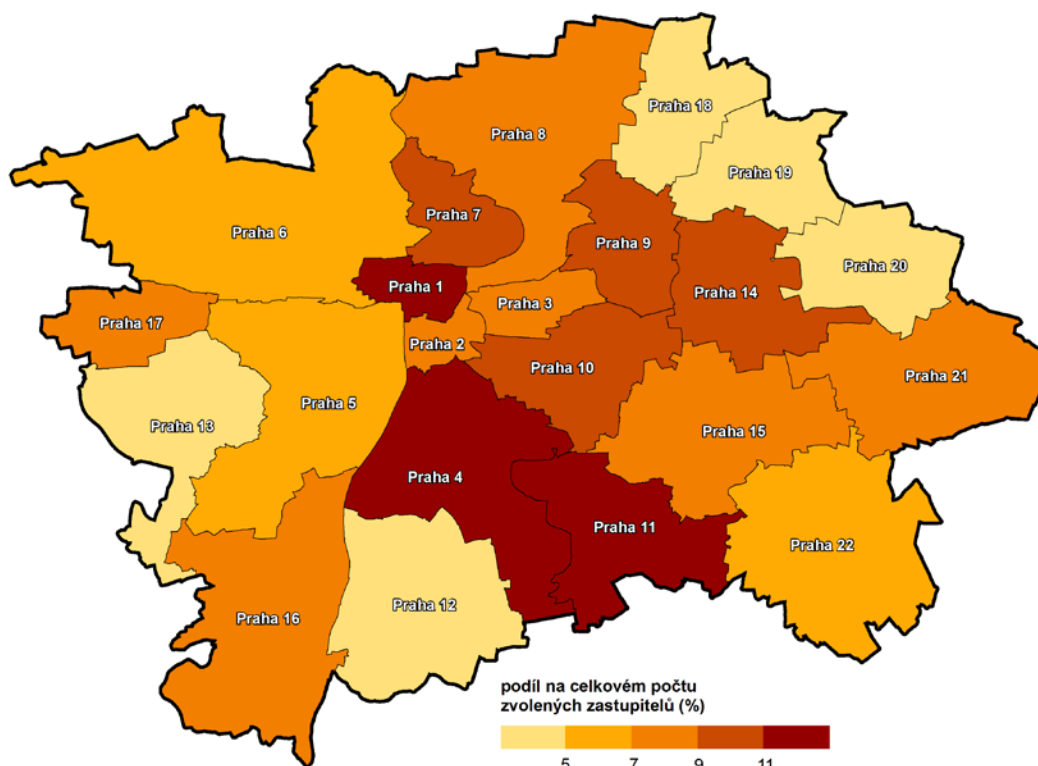 Praha 18
Praha 8
Praha 19
Praha 7
Praha 6
Praha 9
Praha 20
Praha 1
Praha 14
Praha 3
Praha 17
Praha 2
Praha 10
Praha 21
Praha 5
Praha 13
Praha 15
Praha 4
Praha 11
Praha 22
Praha 12
Praha 16
podíl na celkovém počtu
zvolených zastupitelů (%)
5 7 9 11